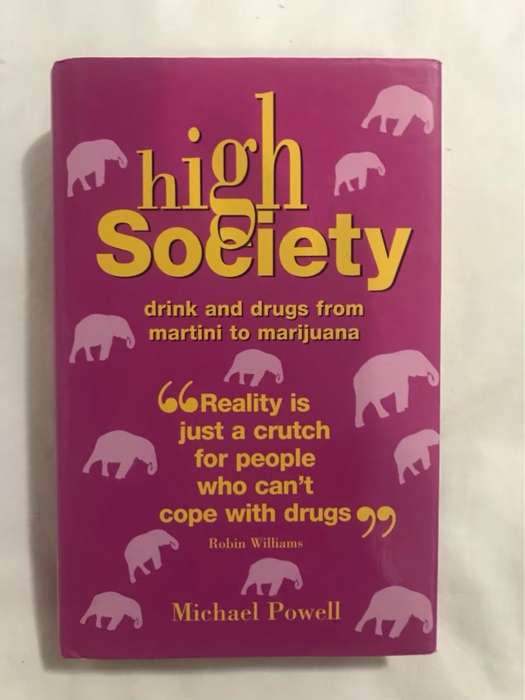 high
Society
drink and drugs from
martini to marijuana
“Reality is
just a crutch
for people
who can't
cope with drugs”
Robin Williams
Michael Powell